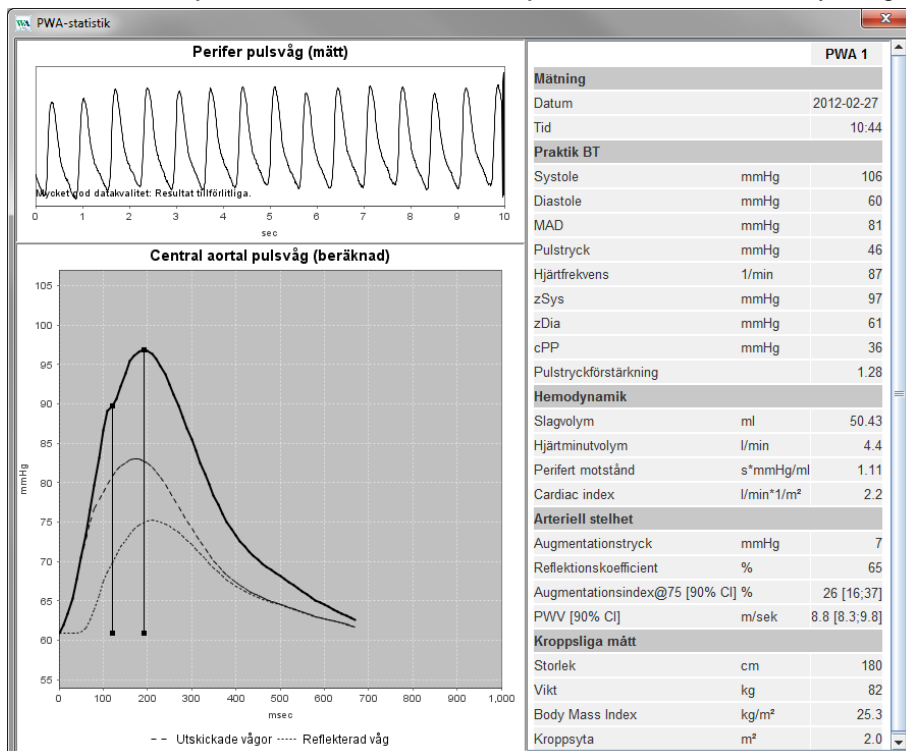 PWA-statistik
Perifer pulsvåg (mätt)
Mycket god datakvalitet: Resultat tillförlitliga.
0 1 2 3 4 5 6 7 8 9 10
sec
Central aortal pulsvåg (beräknad)
105
100
95
90
85
80
75
70
65
60
55
mmHg
0 100 200 300 400 500 600 700 800 900 1,000
msec
Utskickade vågor Reflekterad våg
PWA 1
Mätning
Datum 2012-02-27
Tid 10:44
Praktik BT
Systole mmHg 106
Diastole mmHg 60
MAD mmHg 81
Pulstryck mmHg 46
Hjärtfrekvens 1/min 87
zSys mmHg 97
zDia mmHg 61
cPP mmHg 36
Pulstryckförstärkning 1.28
Hemodynamik
Slagvolym ml 50.43
Hjärtminutvolym l/min 4.4
Perifert motstånd s*mmHg/ml 1.11
Cardiac index l/min*1/m² 2.2
Arteriell stelhet
Augmentationstryck mmHg 7
Reflektionskoefficient % 65
Augmentationsindex@75 [90% CI] % 26 [16;37]
PWV [90% CI] m/sek 8.8 [8.3;9.8]
Kroppsliga mått
Storlek cm 180
Vikt kg 82
Body Mass Index kg/m² 25.3
Kroppsyta m² 2.0